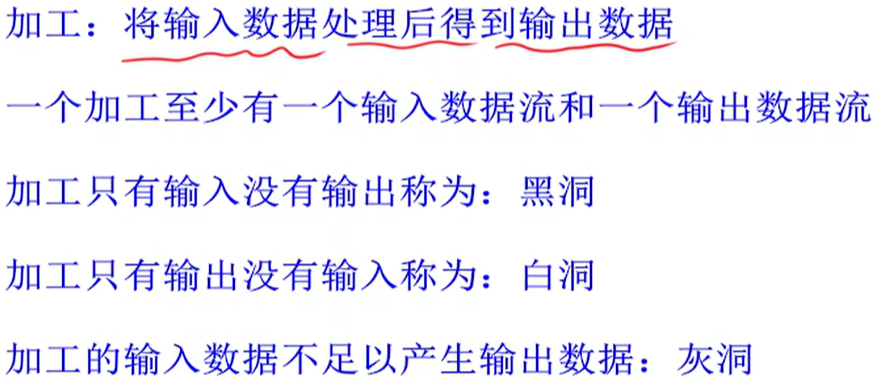 加工：将输入数据处理后得到输出数据
一个加工至少有一个输入数据流和一个输出数据流
加工只有输入没有输出称为：黑洞
加工只有输出没有输入称为：白洞
加工的输入数据不足以产生输出数据：灰洞